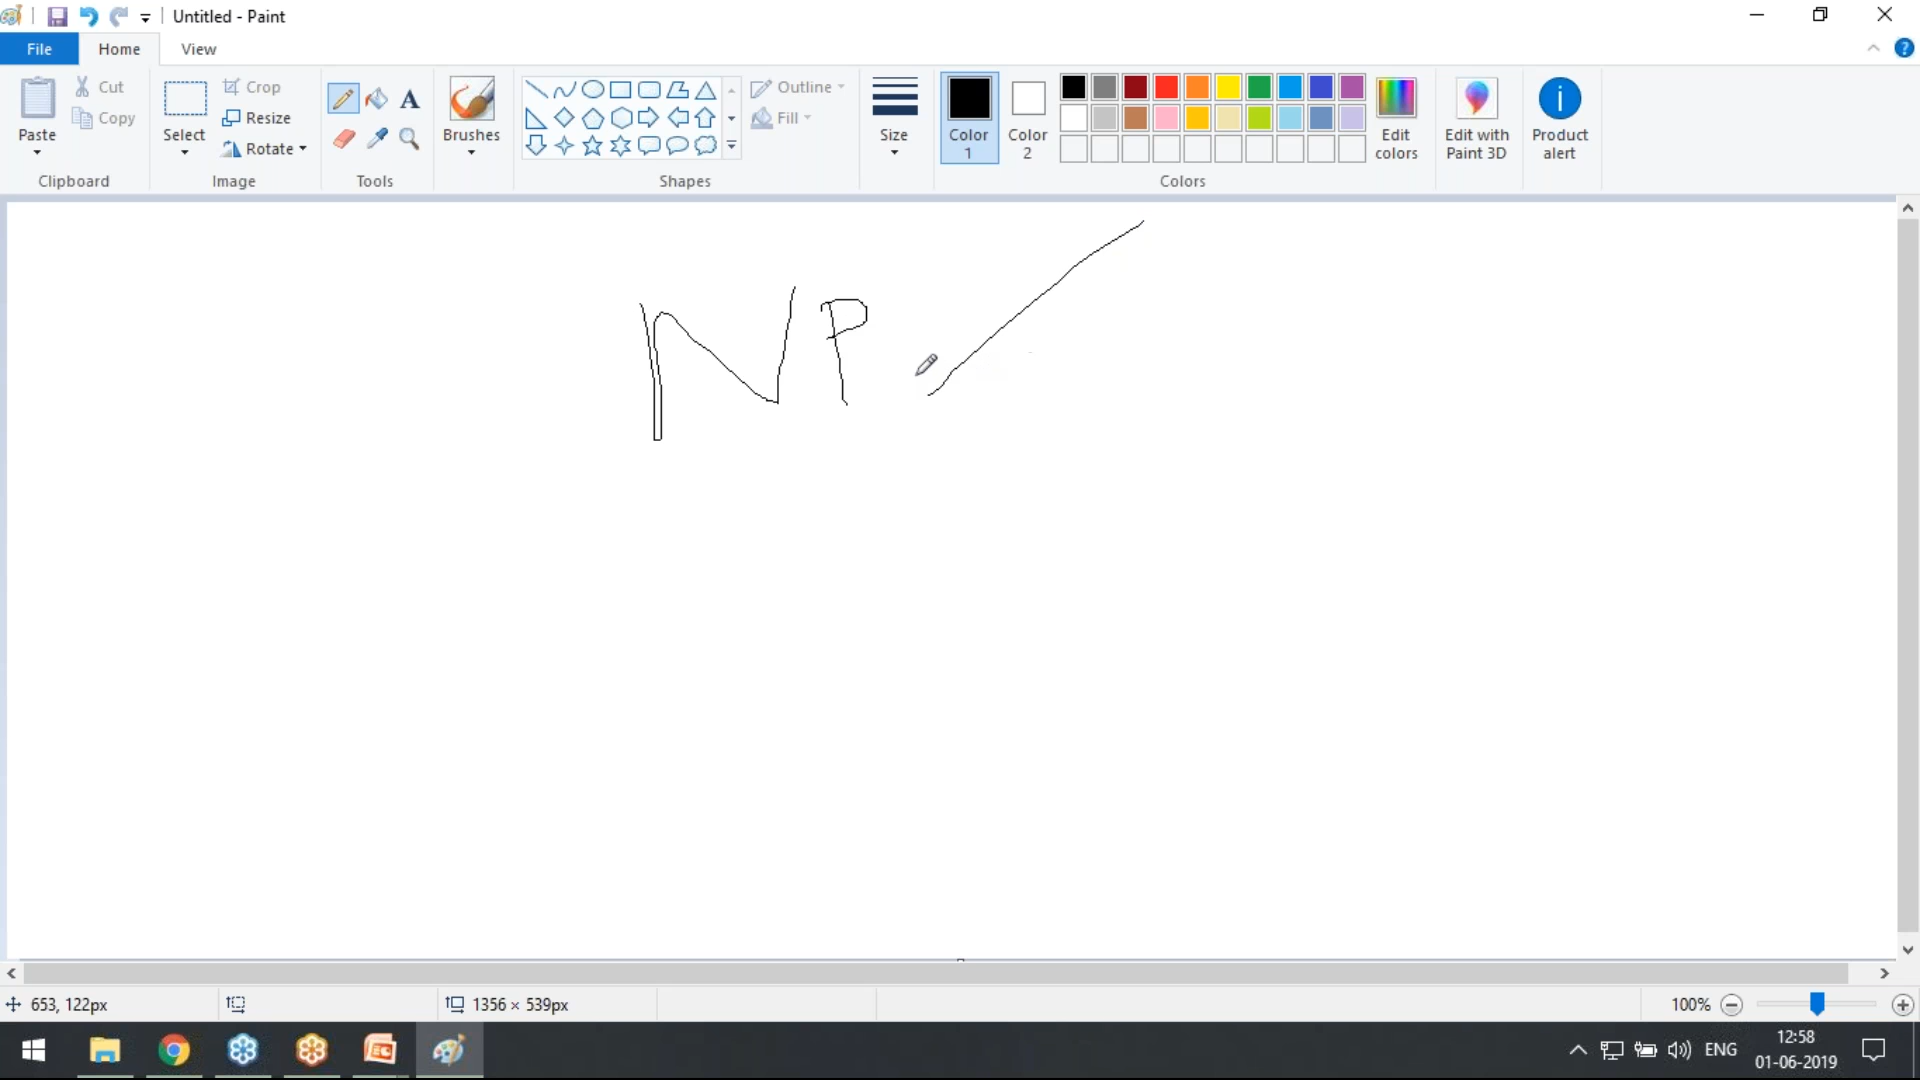 Untitled - Paint
File Home View
Paste Cut Copy Select Crop Resize Rotate Brushes Outline Fill Size Color 1 Color 2 Edit colors Edit with Paint 3D Product alert
Clipboard Image Tools Shapes Colors
NP
653, 122px 1356 × 539px 100%
ENG 12:58
01-06-2019